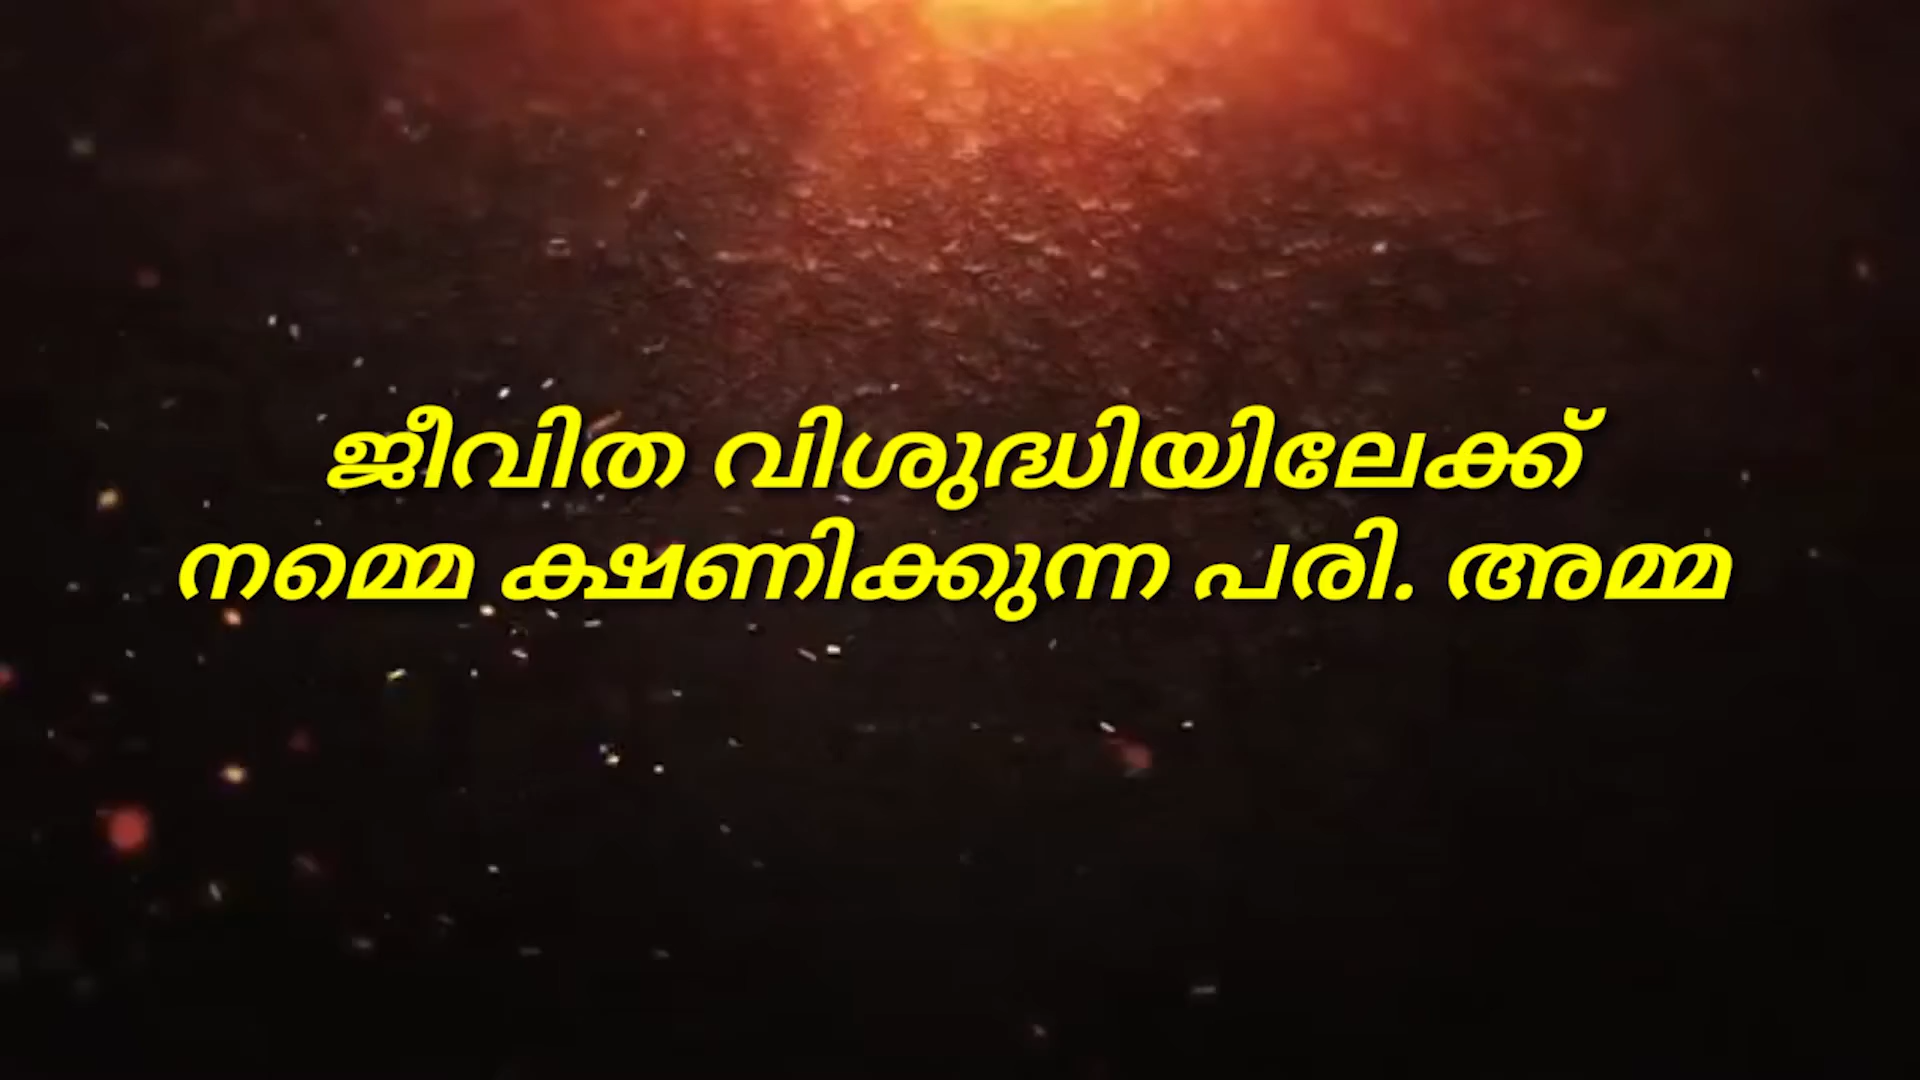 ജീവിത വിശുദ്ധിയിലേക്ക്
നമ്മെ ക്ഷണിക്കുന്ന പരി. അമ്മ